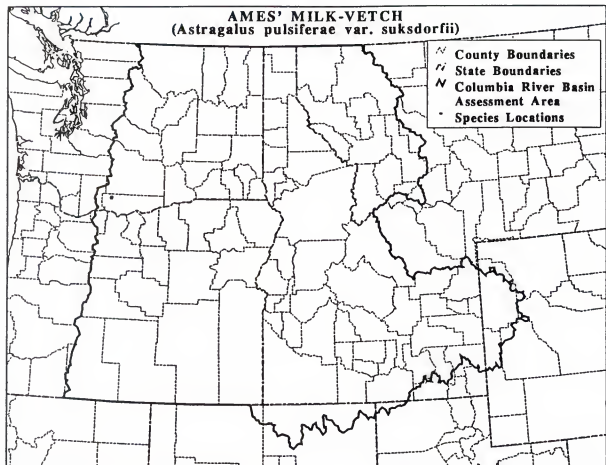 AMES' MILK-VETCH
(Astragalus pulsiferae var. suksdorfii)
County Boundaries
State Boundaries
Columbia River Basin
Assessment Area
Species Locations